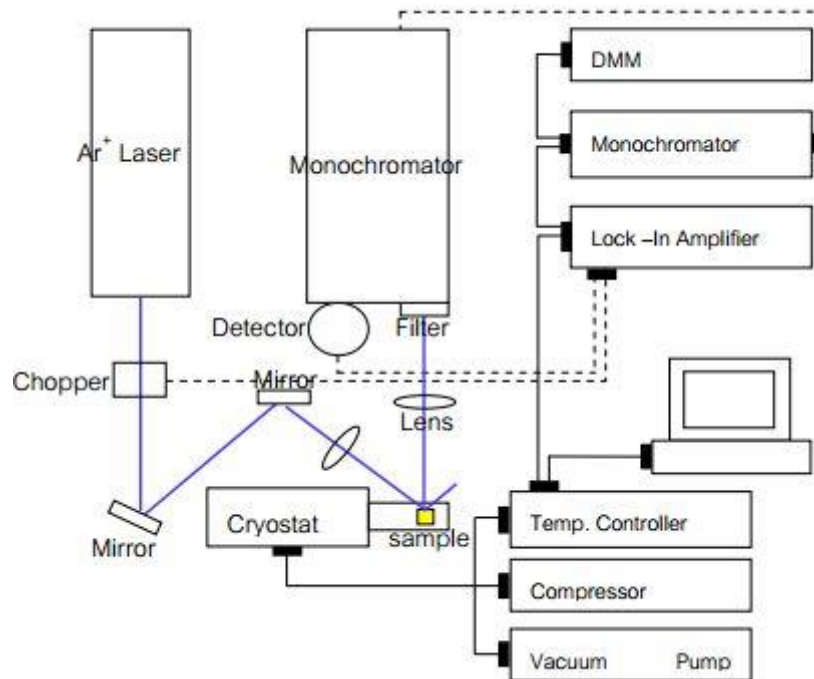 Ar+ Laser
Monochromator
DMM
Monochromator
Lock –In Amplifier
Detector
Filter
Chopper
Mirror
Lens
Mirror
Cryostat
sample
Temp. Controller
Compressor
Vacuum Pump